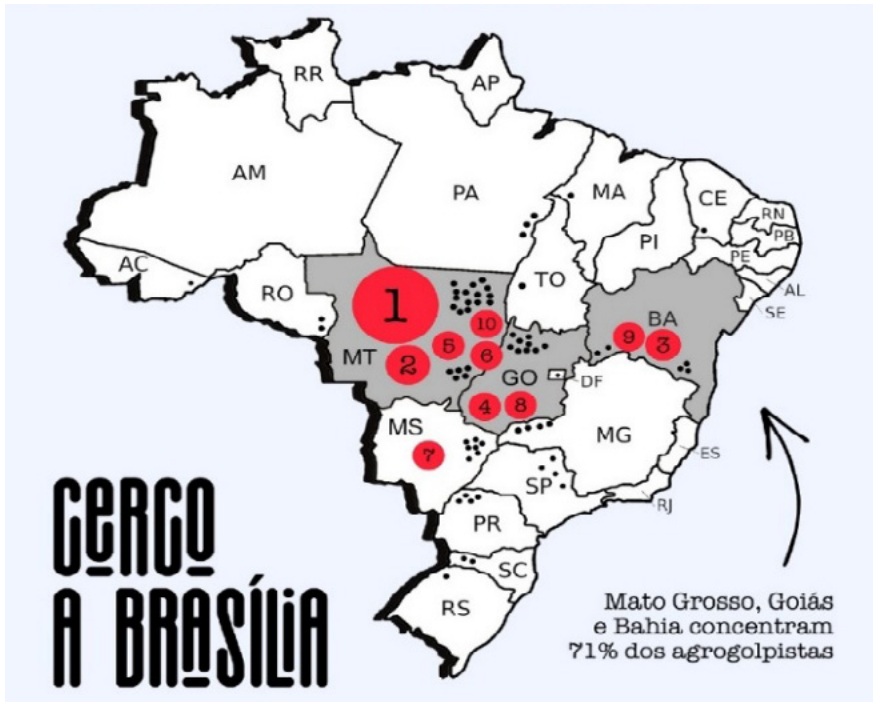 RR
AP
AM
PA
MA
CE
RN
PB
PI
PE
AC
TO
AL
RO
SE
1
BA
10
9
3
MT
5
6
2
GO
DF
4
8
MS
MG
7
ES
SP
RJ
PR
SC
RS
CERCO
A BRASÍLIA
Mato Grosso, Goiás
e Bahia concentram
71% dos agrogolpistas